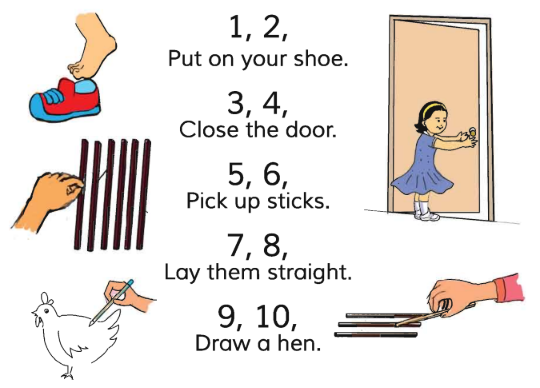 1, 2,
Put on your shoe.
3, 4,
Close the door.
5, 6,
Pick up sticks.
7, 8,
Lay them straight.
9, 10,
Draw a hen.